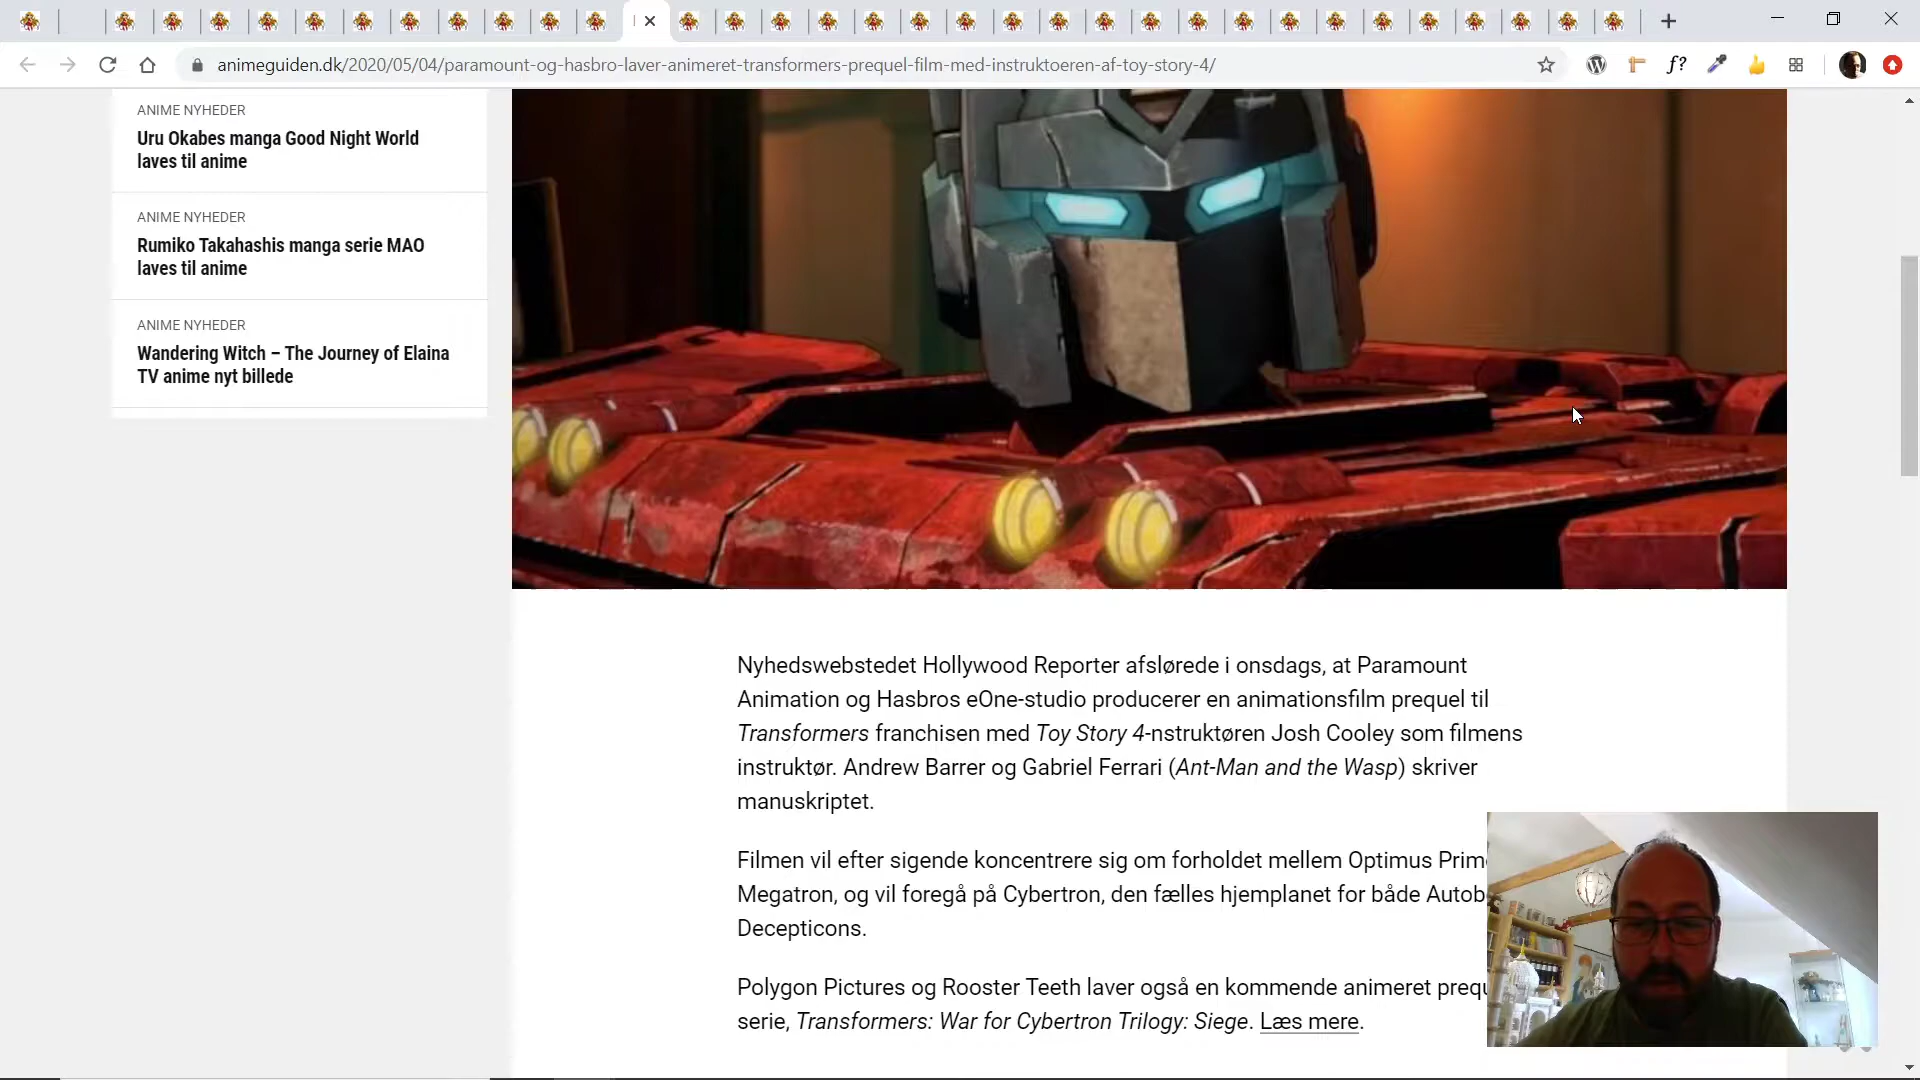 animeguiden.dk/2020/05/04/paramount-og-hasbro-laver-animeret-transformers-prequel-film-med-instruktoeren-af-toy-story-4/
f?
ANIME NYHEDER
Uru Okabes manga Good Night World
laves til anime
ANIME NYHEDER
Rumiko Takahashis manga serie MAO
laves til anime
ANIME NYHEDER
Wandering Witch – The Journey of Elaina
TV anime nyt billede
Nyhedswebstedet Hollywood Reporter afslørede i onsdags, at Paramount
Animation og Hasbros eOne-studio producerer en animationsfilm prequel til
Transformers franchisen med Toy Story 4-nstruktøren Josh Cooley som filmens
instruktør. Andrew Barrer og Gabriel Ferrari (Ant-Man and the Wasp) skriver
manuskriptet.
Filmen vil efter sigende koncentrere sig om forholdet mellem Optimus
Megatron, og vil foregå på Cybertron, den fælles hjemplanet for både
Decepticons.
Polygon Pictures og Rooster Teeth laver også en kommende animeret
serie, Transformers: War for Cybertron Trilogy: Siege. Læs mere.